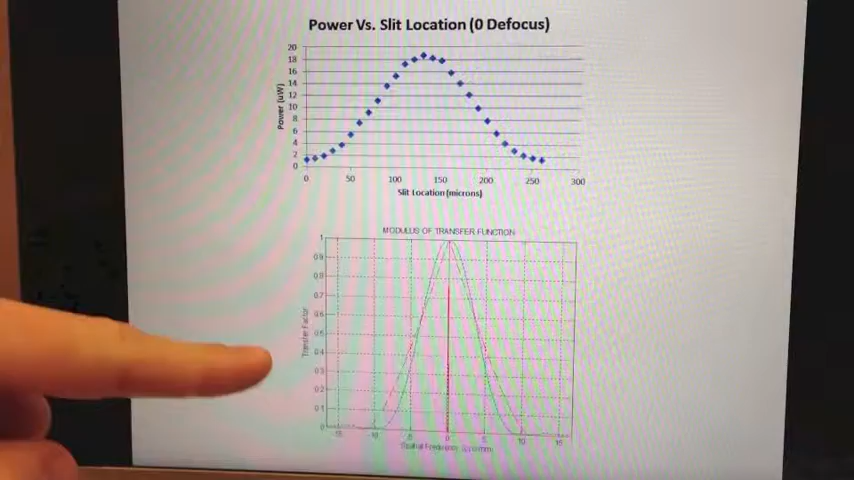 Power Vs. Slit Location (0 Defocus)
20
18
16
14
12
10
8
6
4
2
0
Power (uW)
0 50 100 150 200 250 300
Slit Location (microns)
MODULUS OF TRANSFER FUNCTION
1
0.9
0.8
0.7
0.6
0.5
0.4
0.3
0.2
0.1
0
Transfer Factor
15 10 5 0 5 10 15
Spatial Frequency